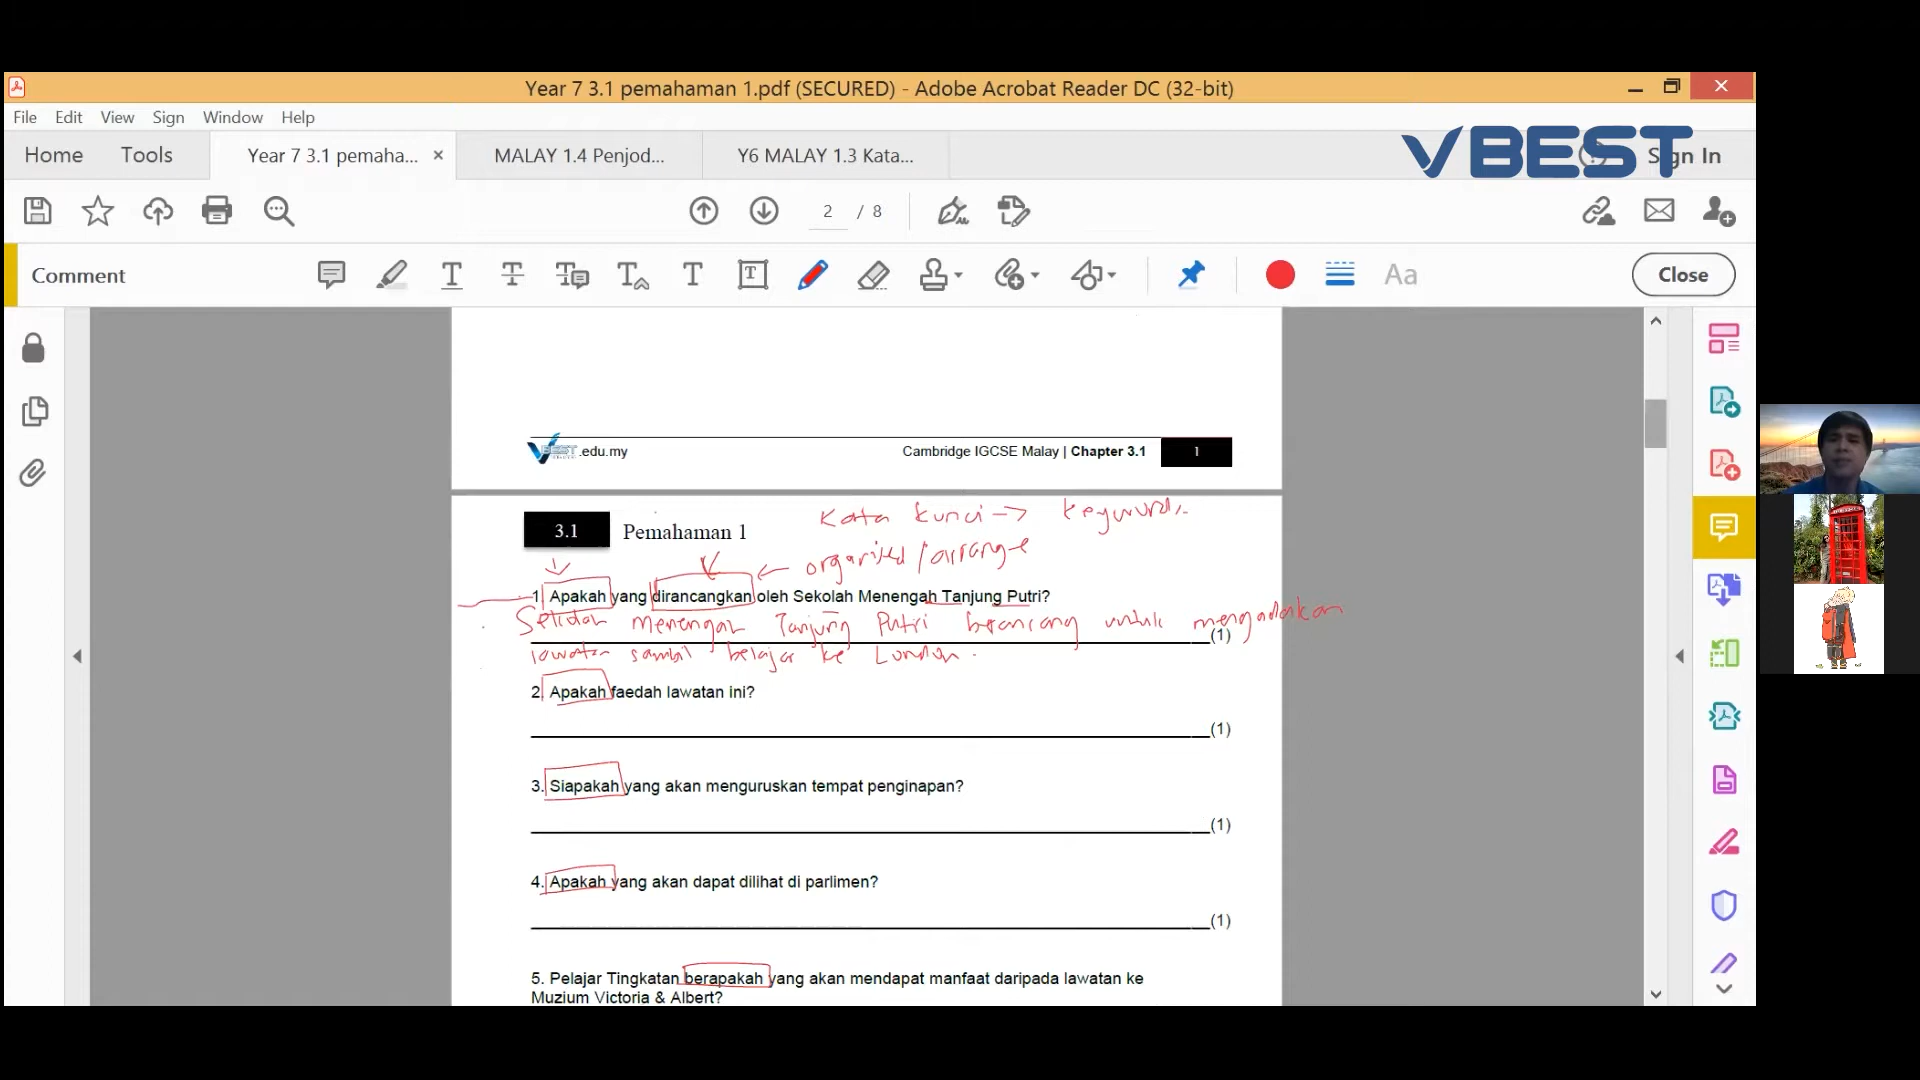 Year 7 3.1 pemahaman 1.pdf (SECURED) - Adobe Acrobat Reader DC (32-bit)
File Edit View Sign Window Help
Home Tools Year 7 3.1 pemaha... × MALAY 1.4 Penjod... Y6 MALAY 1.3 Kata... Sign In
VBEST
2 / 8
Comment
Aa Close
VBEST .edu.my Cambridge IGCSE Malay | Chapter 3.1 1
Kata kunci → keywords
3.1 Pemahaman 1
organised / arrange
1. Apakah yang dirancangkan oleh Sekolah Menengah Tanjung Putri?
Sekolah menengah Tanjung Putri berancang untuk mengadakan
(1)
lawatan sambil belajar ke London.
2. Apakah faedah lawatan ini?
(1)
3. Siapakah yang akan menguruskan tempat penginapan?
(1)
4. Apakah yang akan dapat dilihat di parlimen?
(1)
5. Pelajar Tingkatan berapakah yang akan mendapat manfaat daripada lawatan ke
Muzium Victoria & Albert?